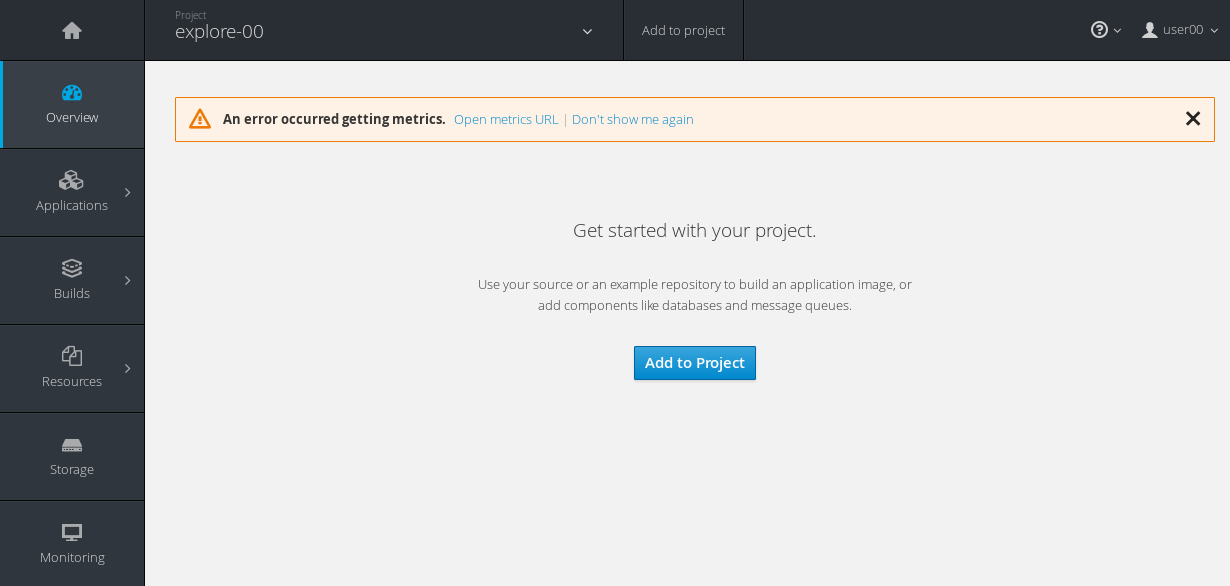 Project
explore-00
Add to project
user00
Overview
Applications
Builds
Resources
Storage
Monitoring
An error occurred getting metrics. Open metrics URL | Don't show me again
Get started with your project.
Use your source or an example repository to build an application image, or
add components like databases and message queues.
Add to Project